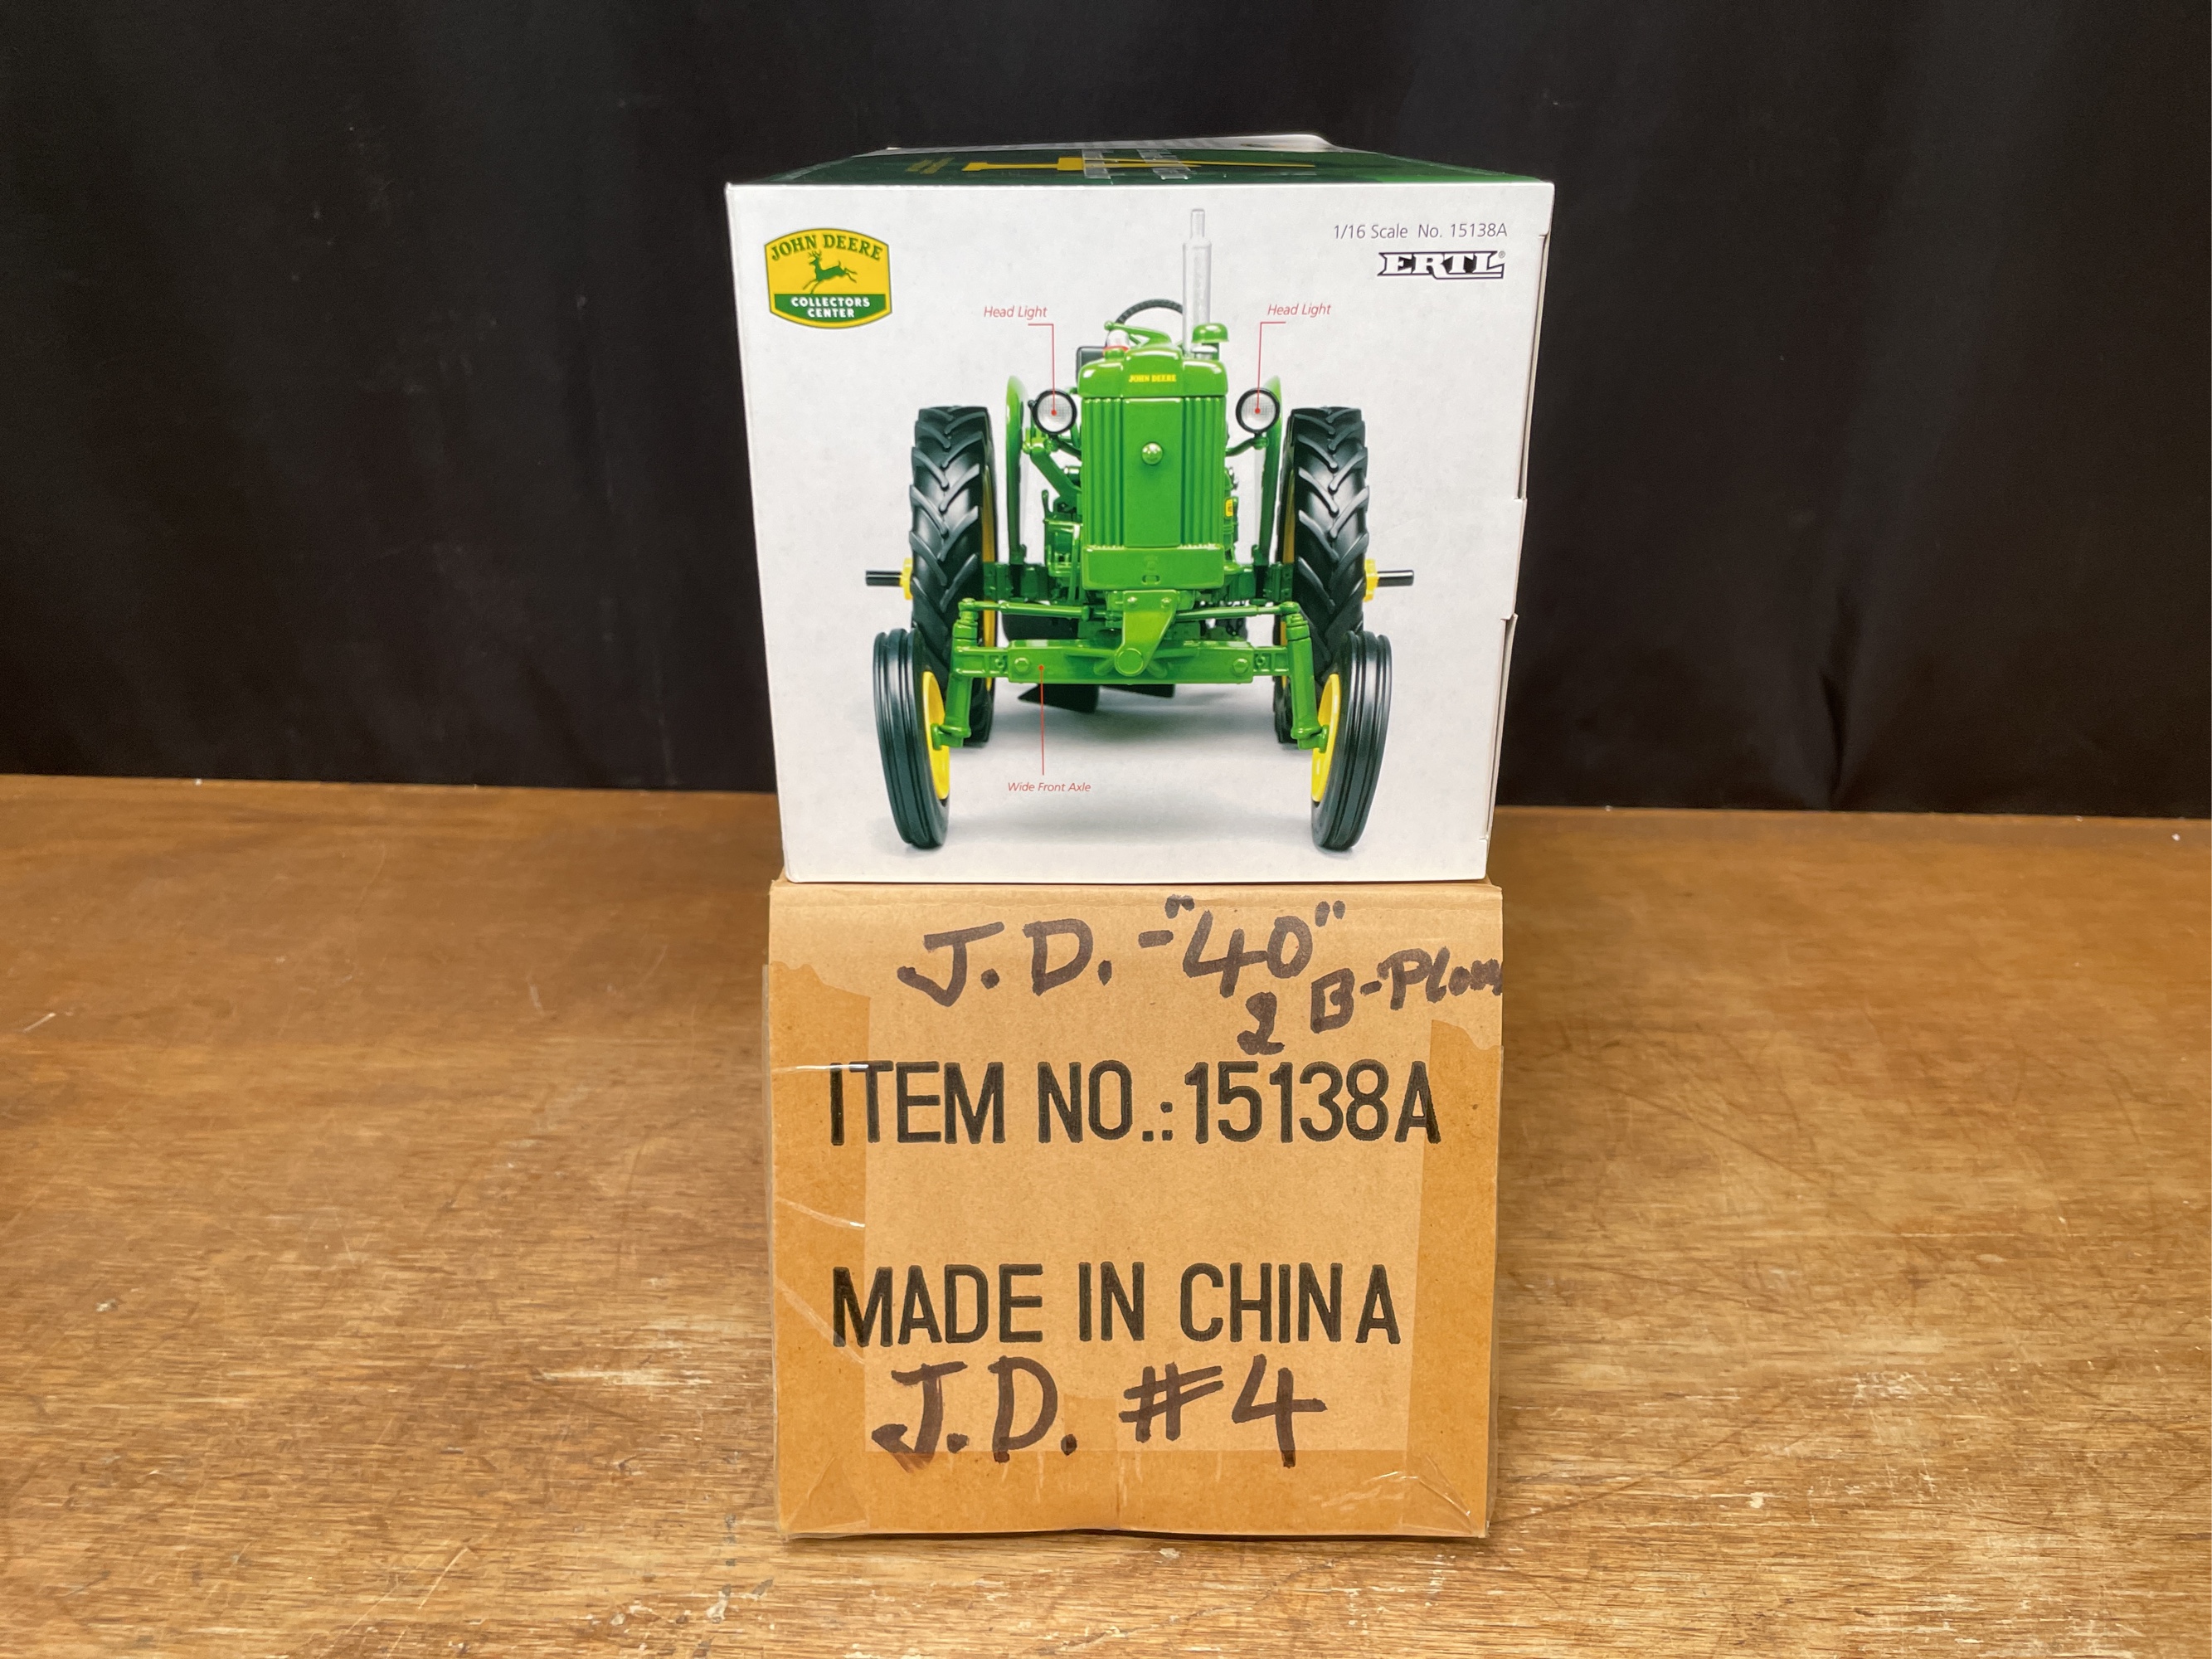 JOHN DEERE
COLLECTORS
CENTER
1/16 Scale No. 15138A
ERTL®
Head Light
Head Light
JOHN DEERE
Wide Front Axle
J.D. -"40"
2 B-Plow
ITEM NO.:15138A
MADE IN CHINA
J.D. #4